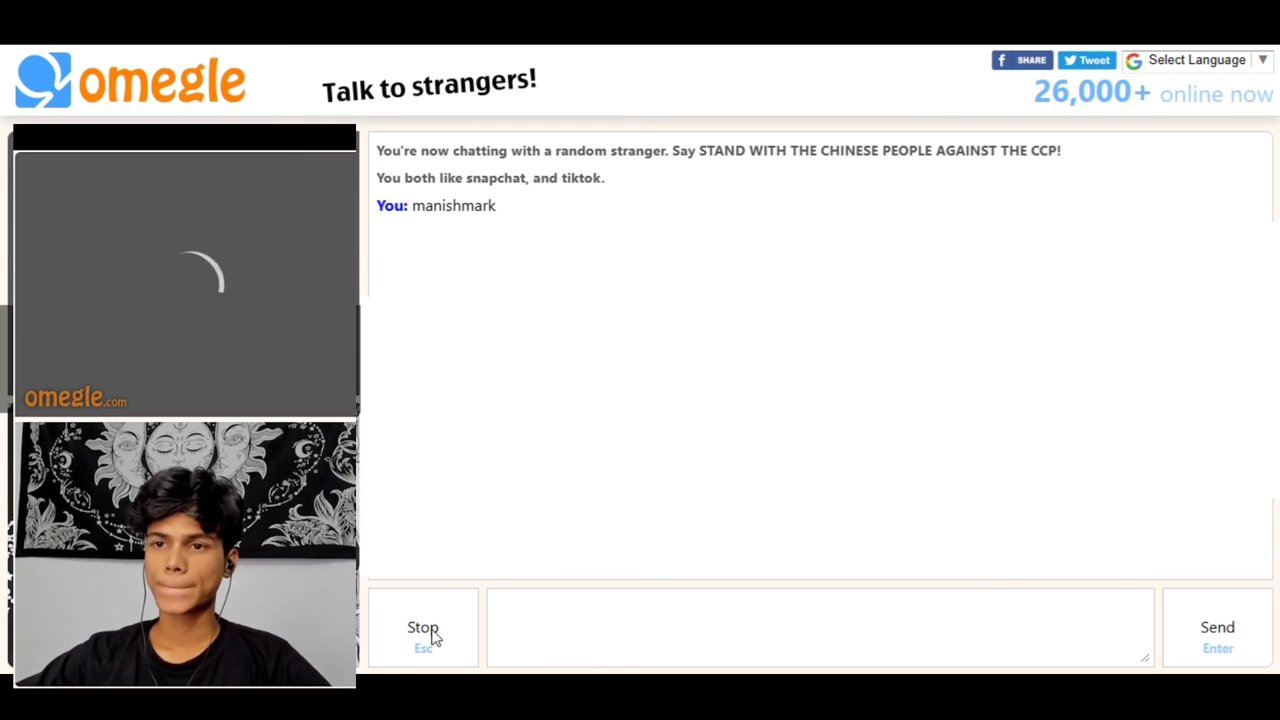 omegle
Talk to strangers!
f SHARE
Tweet
G Select Language ▼
26,000+ online now
You're now chatting with a random stranger. Say STAND WITH THE CHINESE PEOPLE AGAINST THE CCP!
You both like snapchat, and tiktok.
You: manishmark
omegle.com
Stop
Esc
Send
Enter